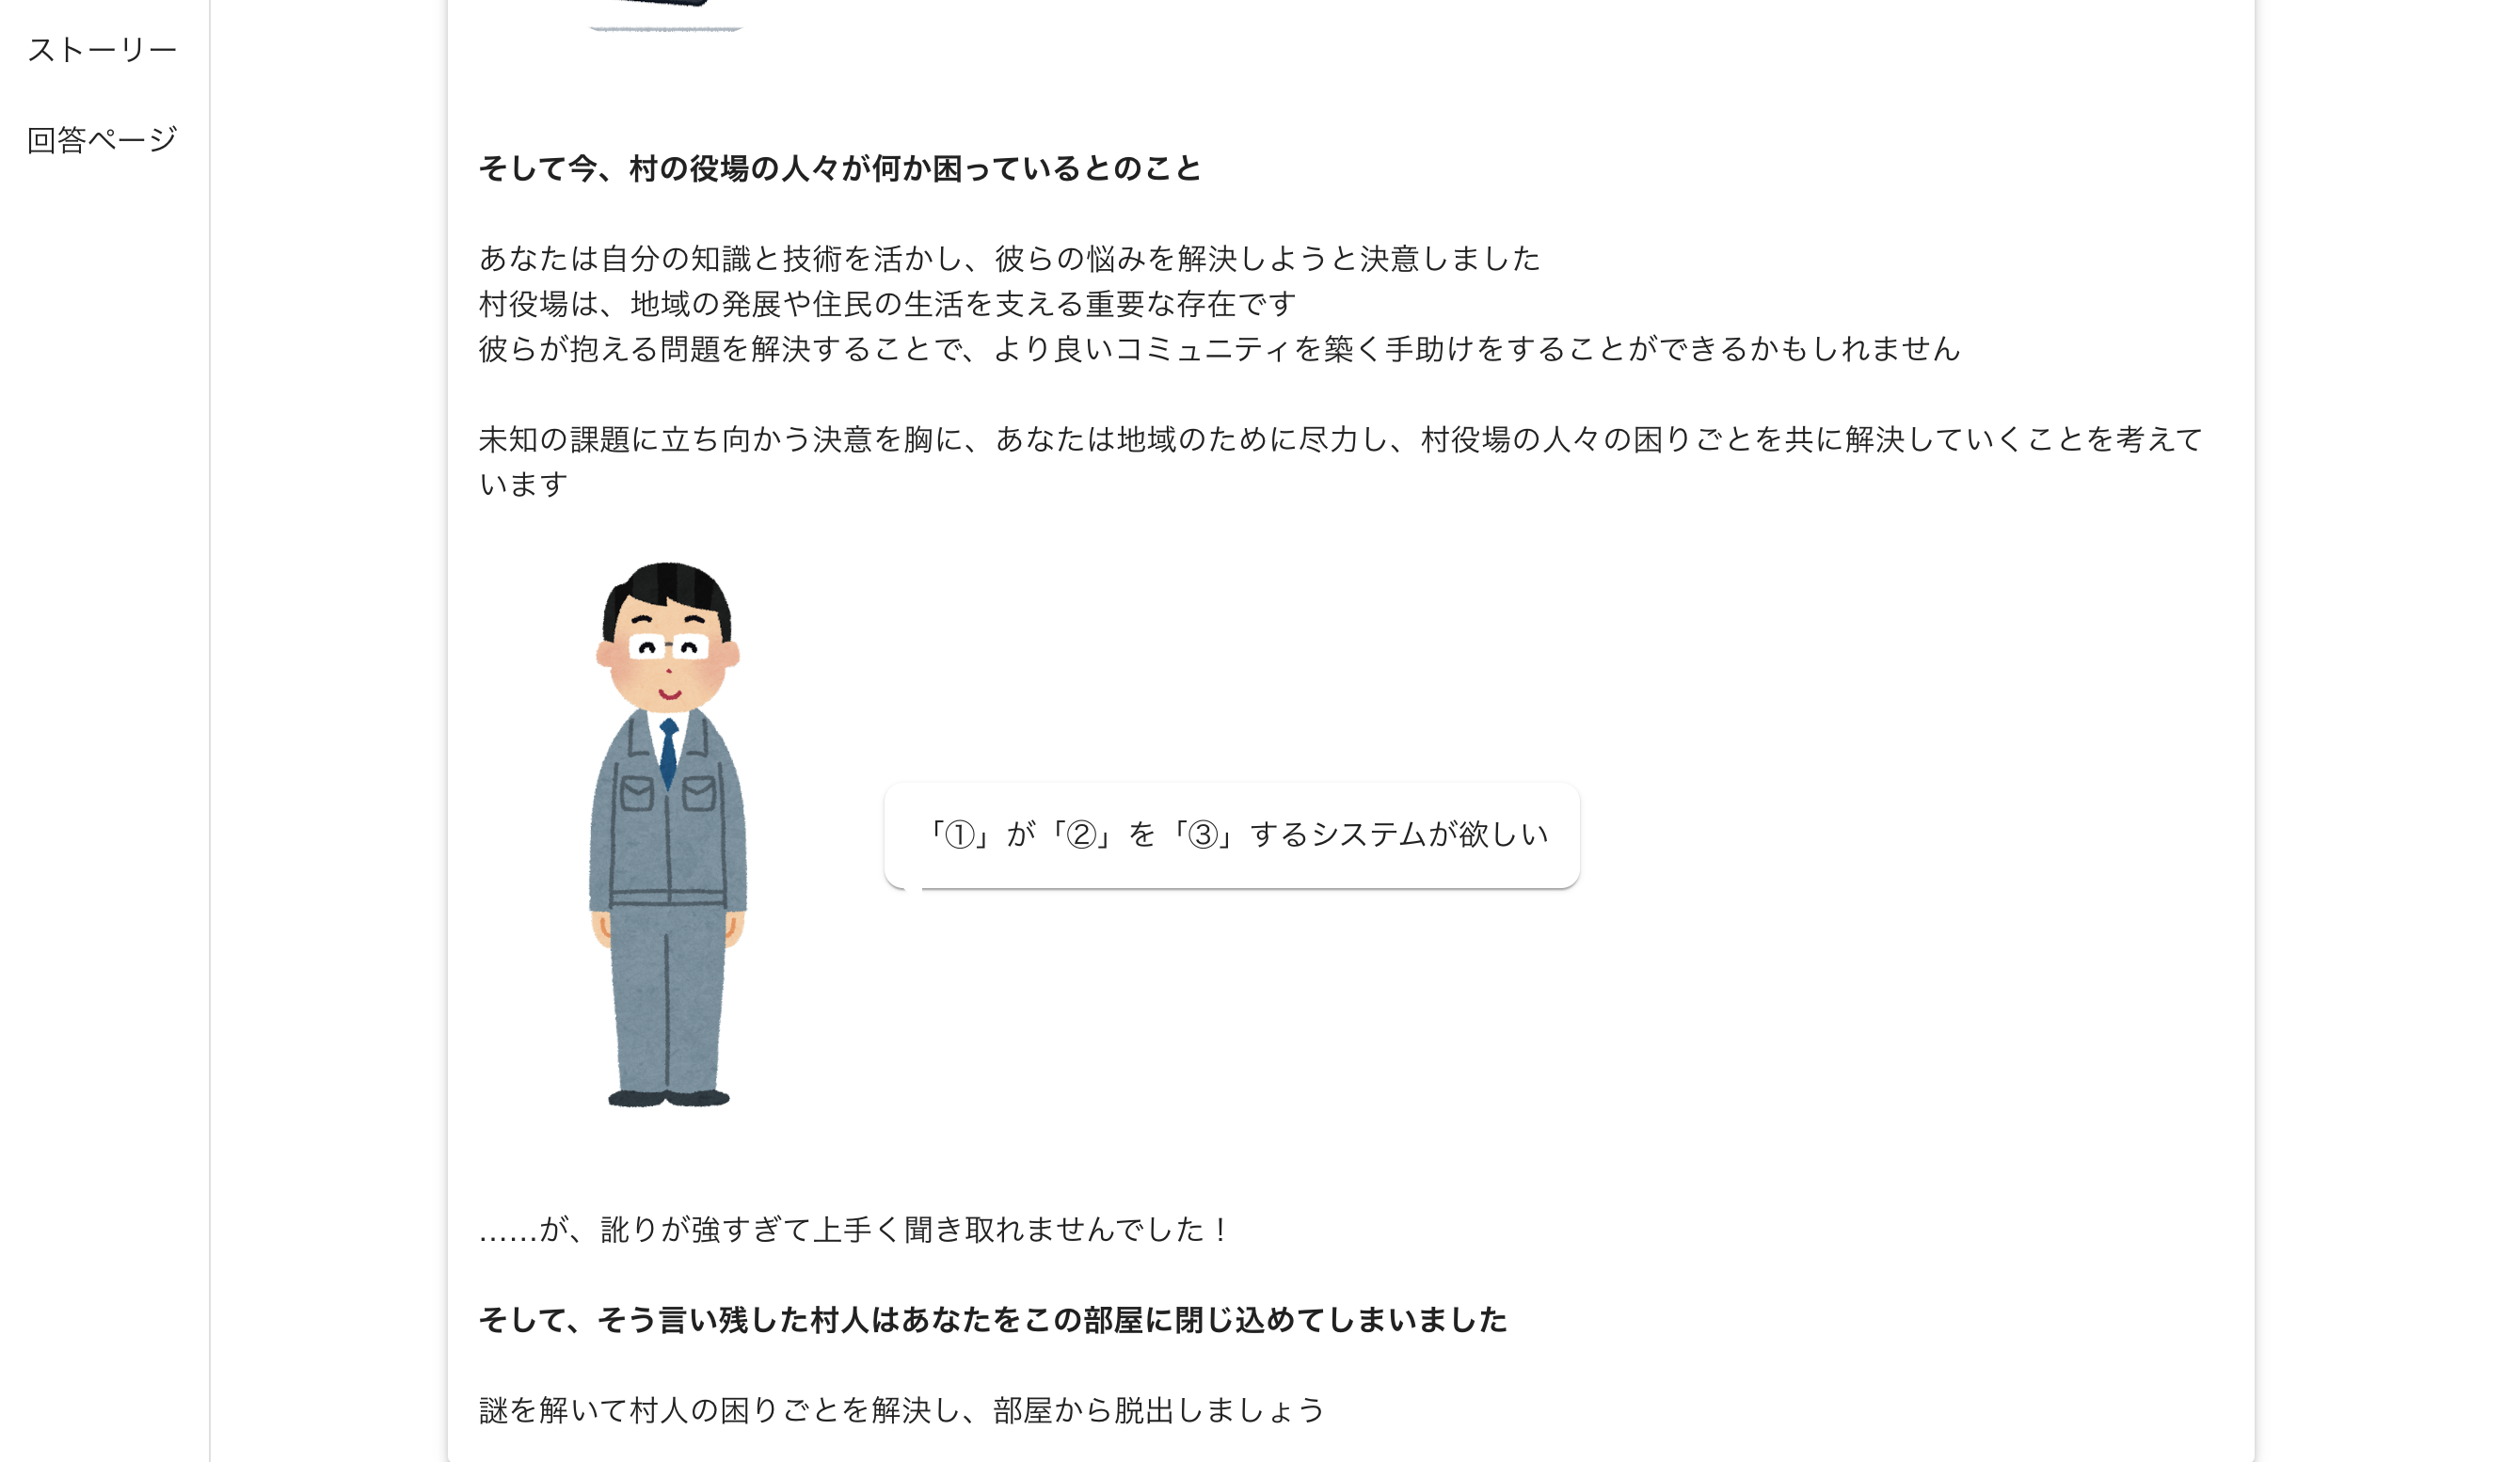 ストーリー
回答ページ
そして今、村の役場の人々が何か困っているとのこと
あなたは自分の知識と技術を活かし、彼らの悩みを解決しようと決意しました
村役場は、地域の発展や住民の生活を支える重要な存在です
彼らが抱える問題を解決することで、より良いコミュニティを築く手助けをすることができるかもしれません
未知の課題に立ち向かう決意を胸に、あなたは地域のために尽力し、村役場の人々の困りごとを共に解決していくことを考えて
います
「①」が「②」を「③」するシステムが欲しい
……が、訛りが強すぎて上手く聞き取れませんでした！
そして、そう言い残した村人はあなたをこの部屋に閉じ込めてしまいました
謎を解いて村人の困りごとを解決し、部屋から脱出しましょう